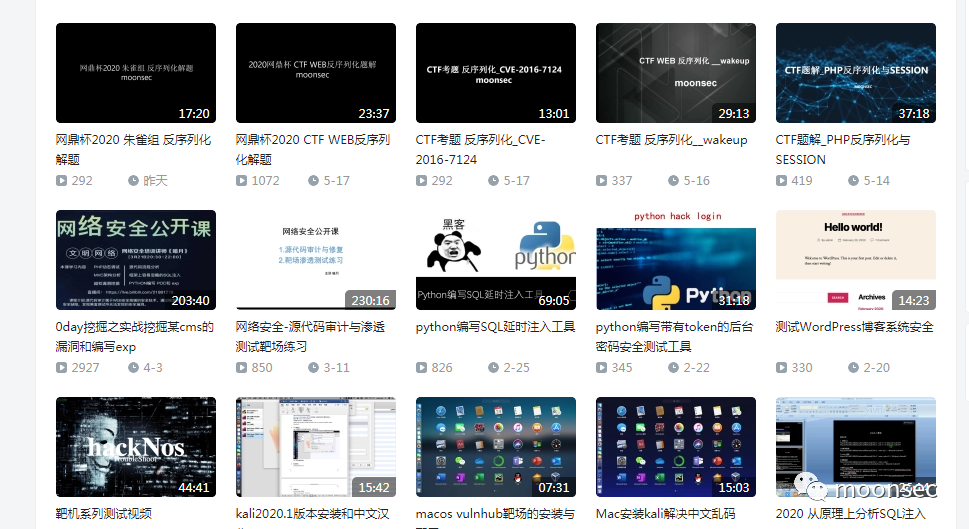 网鼎杯2020 朱雀组 反序列化解题
moonsec
17:20
2020网鼎杯 CTF WEB反序列化题解
moonsec
23:37
CTF考题 反序列化_CVE-2016-7124
moonsec
13:01
CTF WEB 反序列化 __wakeup
moonsec
29:13
CTF题解_PHP反序列化与SESSION
moonsec
37:18
网鼎杯2020 朱雀组 反序列化
解题
292 昨天
网鼎杯2020 CTF WEB反序列
化解题
1072 5-17
CTF考题 反序列化_CVE-
2016-7124
292 5-17
CTF考题 反序列化__wakeup
337 5-16
CTF题解_PHP反序列化与
SESSION
419 5-14
网络安全公开课
文明网络
203:40
网络安全公开课
1.源代码审计与修复
2.靶场渗透测试练习
230:16
黑客
python
Python编写SQL延时注入工具
69:05
python hack login
Python
31:18
Hello world!
SEARCH
Archives
February 2020
14:23
0day挖掘之实战挖掘某cms的
漏洞和编写exp
2927 4-3
网络安全-源代码审计与渗透
测试靶场练习
850 3-11
python编写SQL延时注入工具
826 2-25
python编写带有token的后台
密码安全测试工具
345 2-22
测试WordPress博客系统安全
330 2-20
hackNos
44:41
15:42
07:31
15:03
moonsec
靶机系列测试视频
kali2020.1版本安装和中文汉
macos vulnhub靶场的安装与
Mac安装kali解决中文乱码
2020 从原理上分析SQL注入